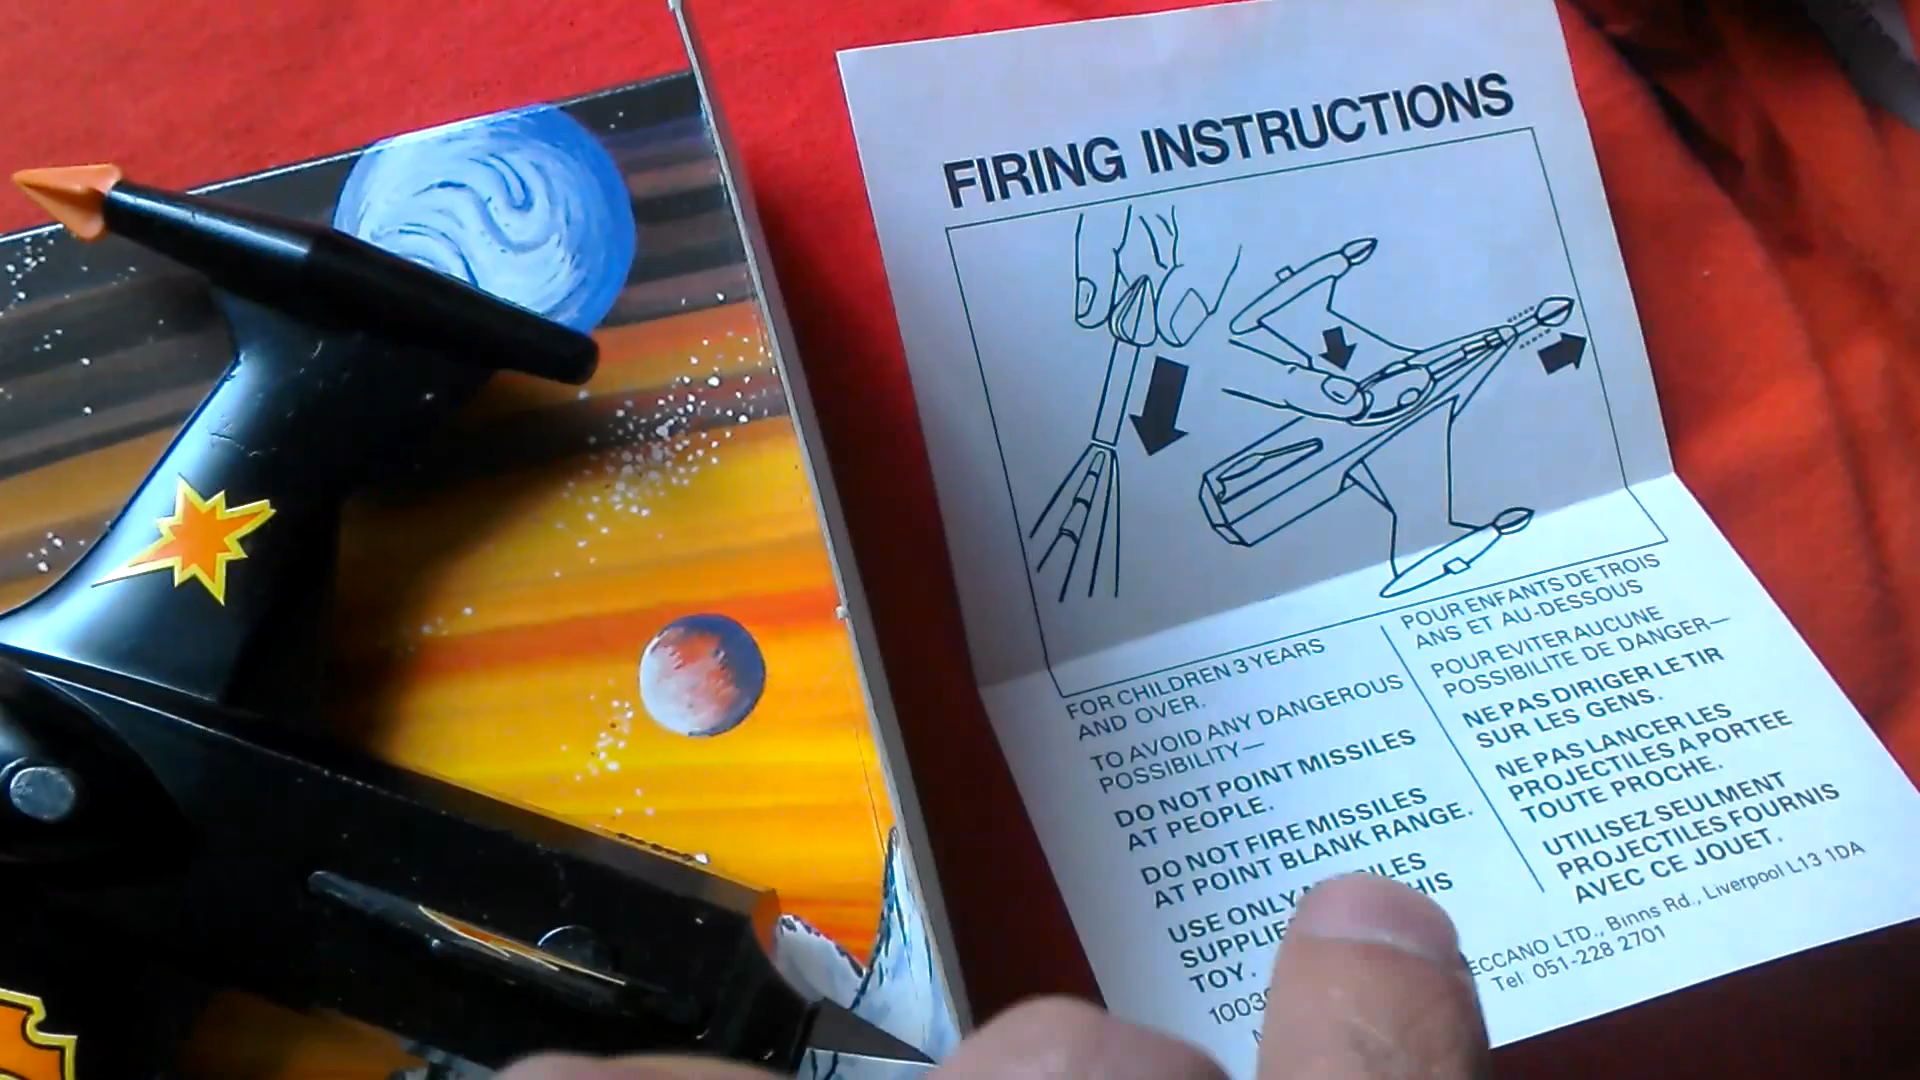 FIRING INSTRUCTIONS
FOR CHILDREN 3 YEARS
AND OVER.
TO AVOID ANY DANGEROUS
POSSIBILITY—
DO NOT POINT MISSILES
AT PEOPLE.
DO NOT FIRE MISSILES
AT POINT BLANK RANGE.
USE ONLY
TOY.
POUR ENFANTS DE TROIS
ANS ET AU-DESSOUS
POUR EVITER AUCUNE
POSSIBILITE DE DANGER—
NE PAS DIRIGER LE TIR
SUR LES GENS.
NE PAS LANCER LES
PROJECTILES A PORTEE
TOUTE PROCHE.
UTILISEZ SEULMENT
PROJECTILES FOURNIS
AVEC CE JOUET.
ECCANO LTD., Binns Rd., Liverpool L13 1DA
Tel: 051-228 2701